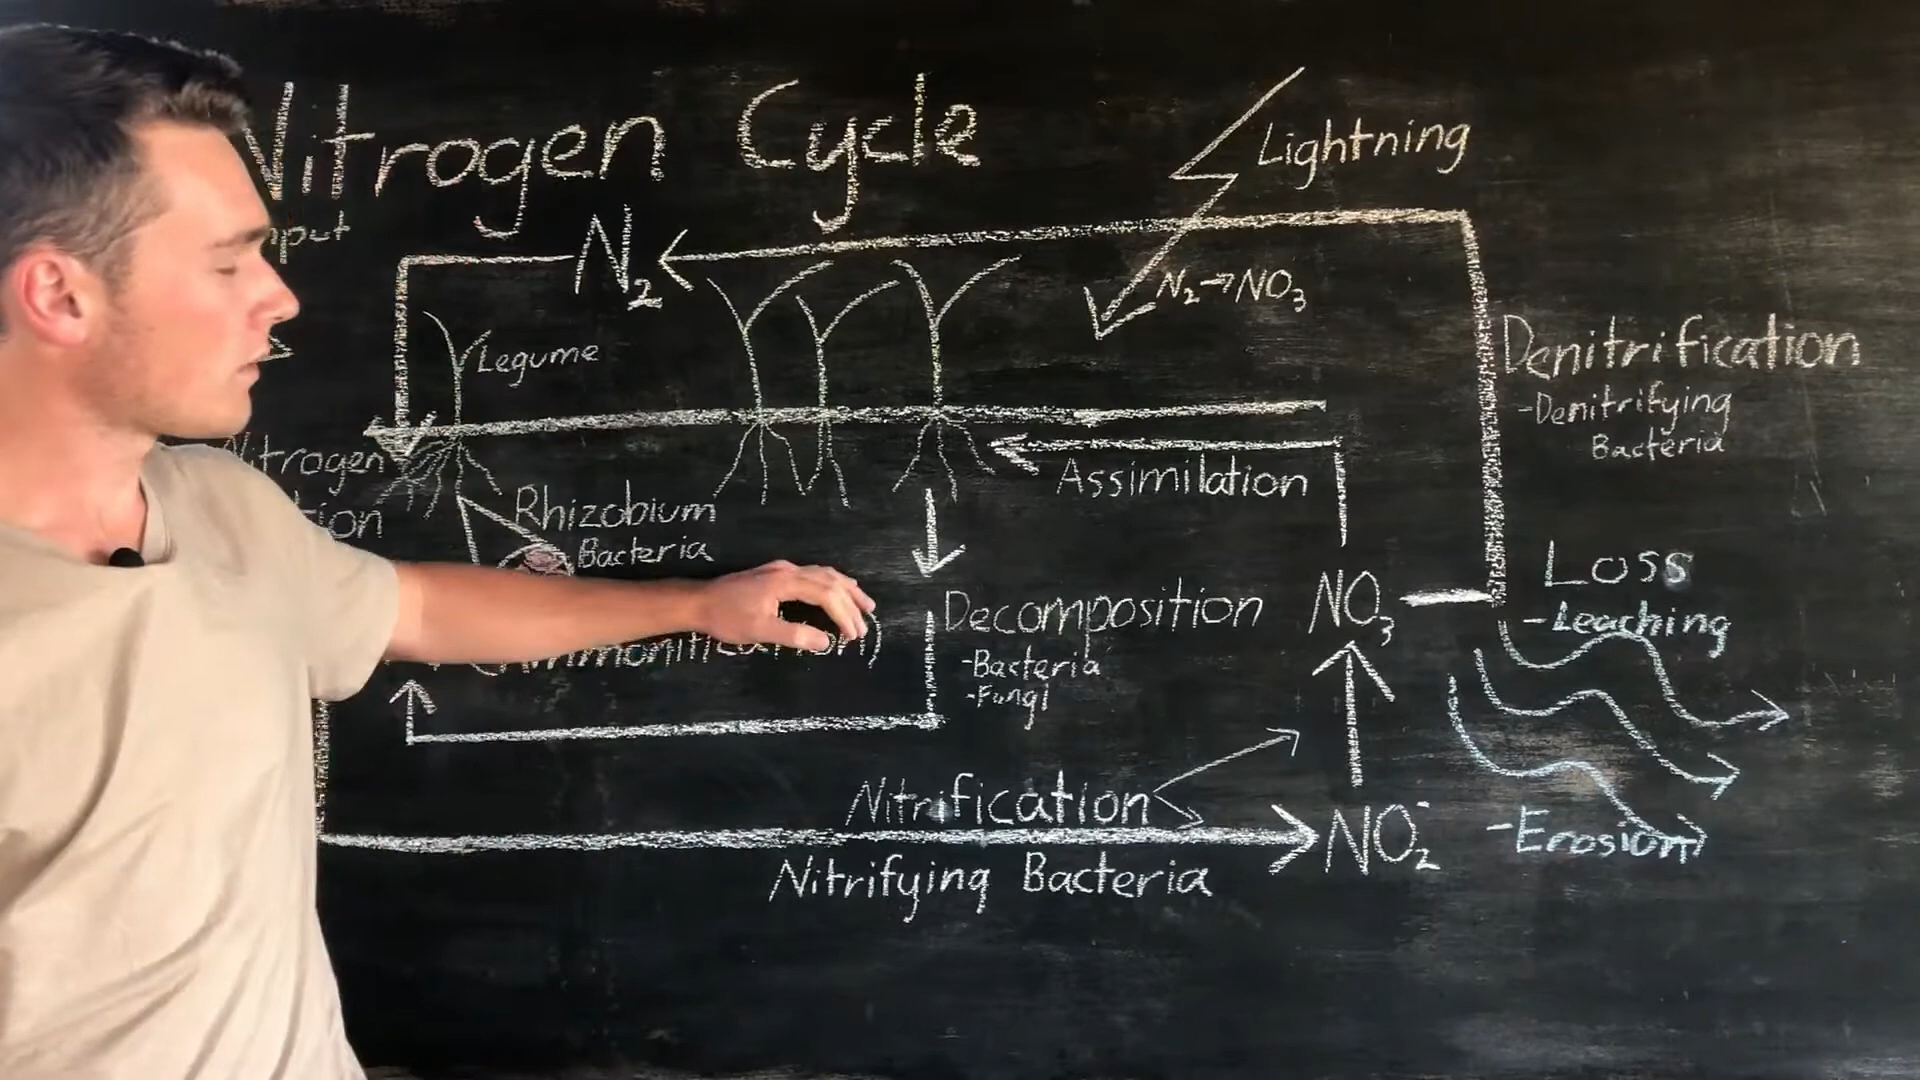 Nitrogen Cycle
Lightning
N2
N2→NO3
Legume
Denitrification
-Denitrifying
Bacteria
Assimilation
Rhizobium
Bacteria
Loss
-Leaching
NO3
Decomposition
-Bacteria
-Fungi
Nitrification
NO2-
-Erosion
Nitrifying Bacteria